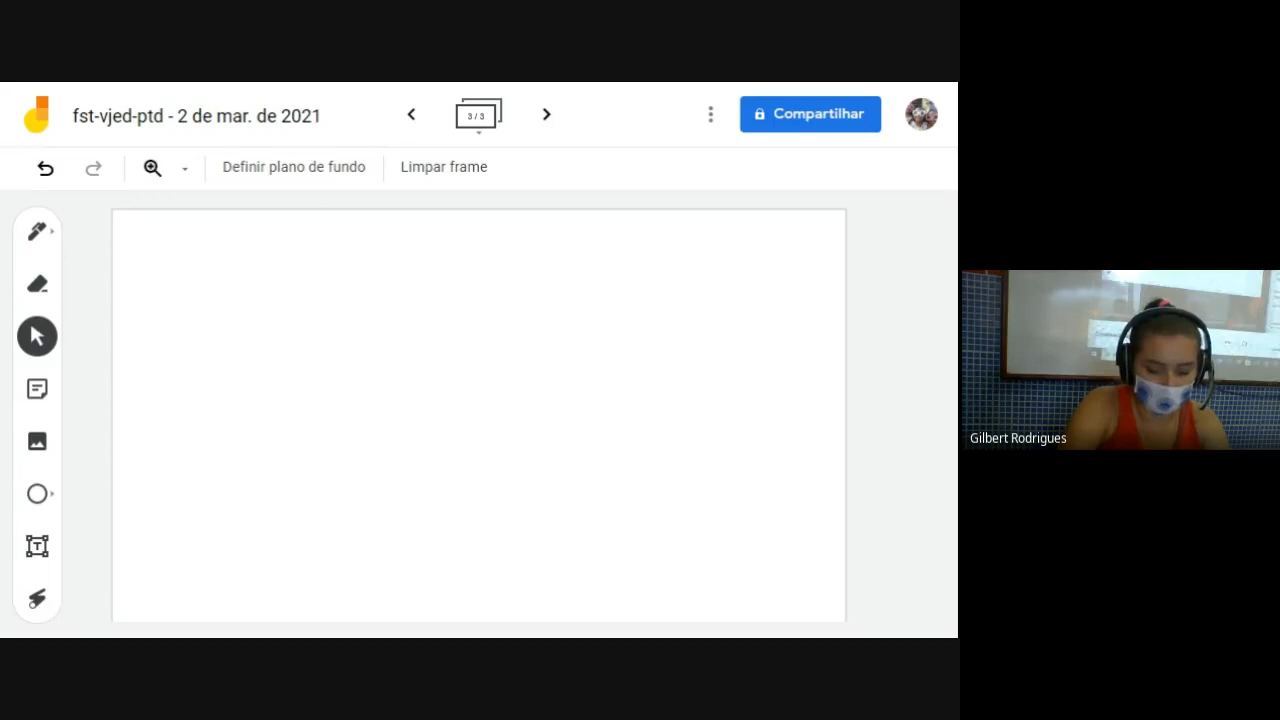 fst-vjed-ptd - 2 de mar. de 2021
3 / 3
Compartilhar
Definir plano de fundo
Limpar frame
Gilbert Rodrigues